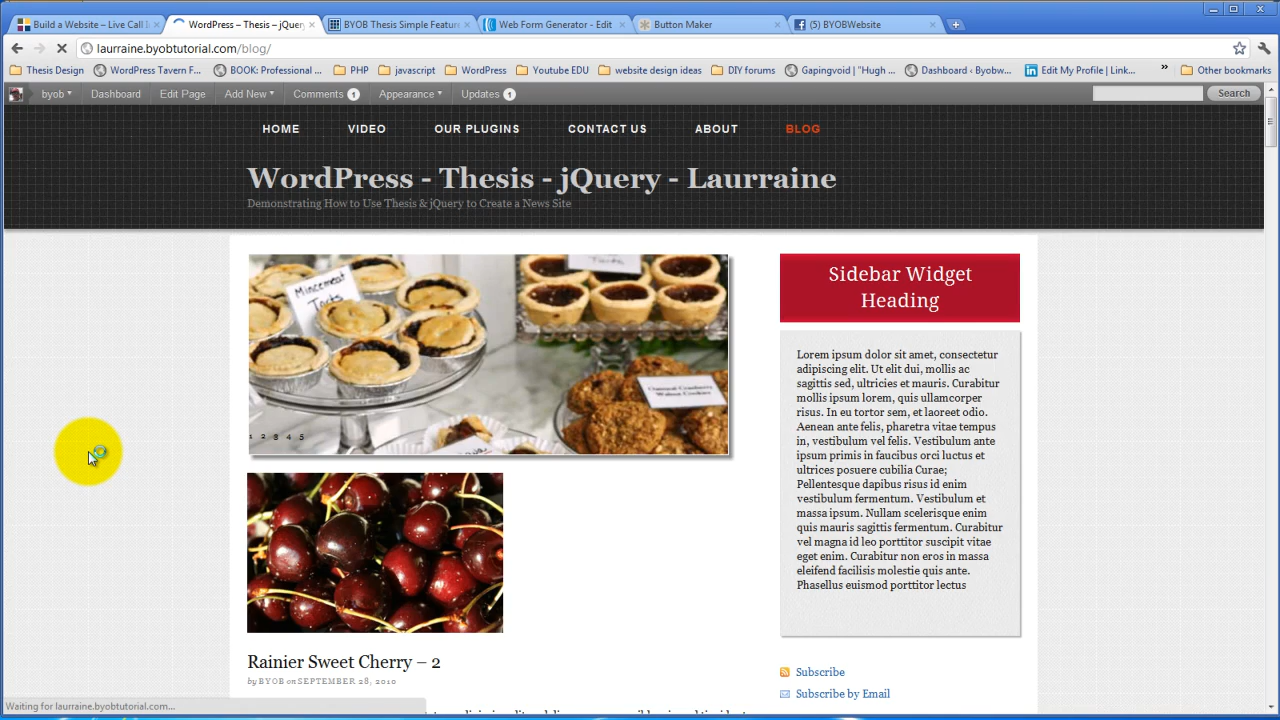 Build a Website – Live Call I
WordPress – Thesis – jQuery
BYOB Thesis Simple Feature
Web Form Generator - Edit
Button Maker
(5) BYOBWebsite
laurraine.byobtutorial.com/blog/
Thesis Design
WordPress Tavern F...
BOOK: Professional ...
PHP
javascript
WordPress
Youtube EDU
website design ideas
DIY forums
Gapingvoid | "Hugh ...
Dashboard ‹ Byobw...
Edit My Profile | Link...
»
Other bookmarks
byob
Dashboard
Edit Page
Add New
Comments 1
Appearance
Updates 1
Search
HOME
VIDEO
OUR PLUGINS
CONTACT US
ABOUT
BLOG
WordPress - Thesis - jQuery - Laurraine
Demonstrating How to Use Thesis & jQuery to Create a News Site
Mincemeat
Tarts
Tarts
Oatmeal Cranberry
Walnut Cookies
1 2 3 4 5
Rainier Sweet Cherry – 2
by BYOB on SEPTEMBER 28, 2010
Sidebar Widget
Heading
Lorem ipsum dolor sit amet, consectetur
adipiscing elit. Ut elit dui, mollis ac
sagittis sed, ultricies et mauris. Curabitur
mollis ipsum lorem, quis ullamcorper
risus. In eu tortor sem, et laoreet odio.
Aenean ante felis, pharetra vitae tempus
in, vestibulum vel felis. Vestibulum ante
ipsum primis in faucibus orci luctus et
ultrices posuere cubilia Curae;
Pellentesque dapibus risus id enim
vestibulum fermentum. Vestibulum et
massa ipsum. Nullam scelerisque enim
quis mauris sagittis fermentum. Curabitur
vel magna id leo porttitor suscipit vitae
eget enim. Curabitur non eros in massa
eleifend facilisis molestie quis ante.
Phasellus euismod porttitor lectus
Subscribe
Subscribe by Email
Waiting for laurraine.byobtutorial.com...